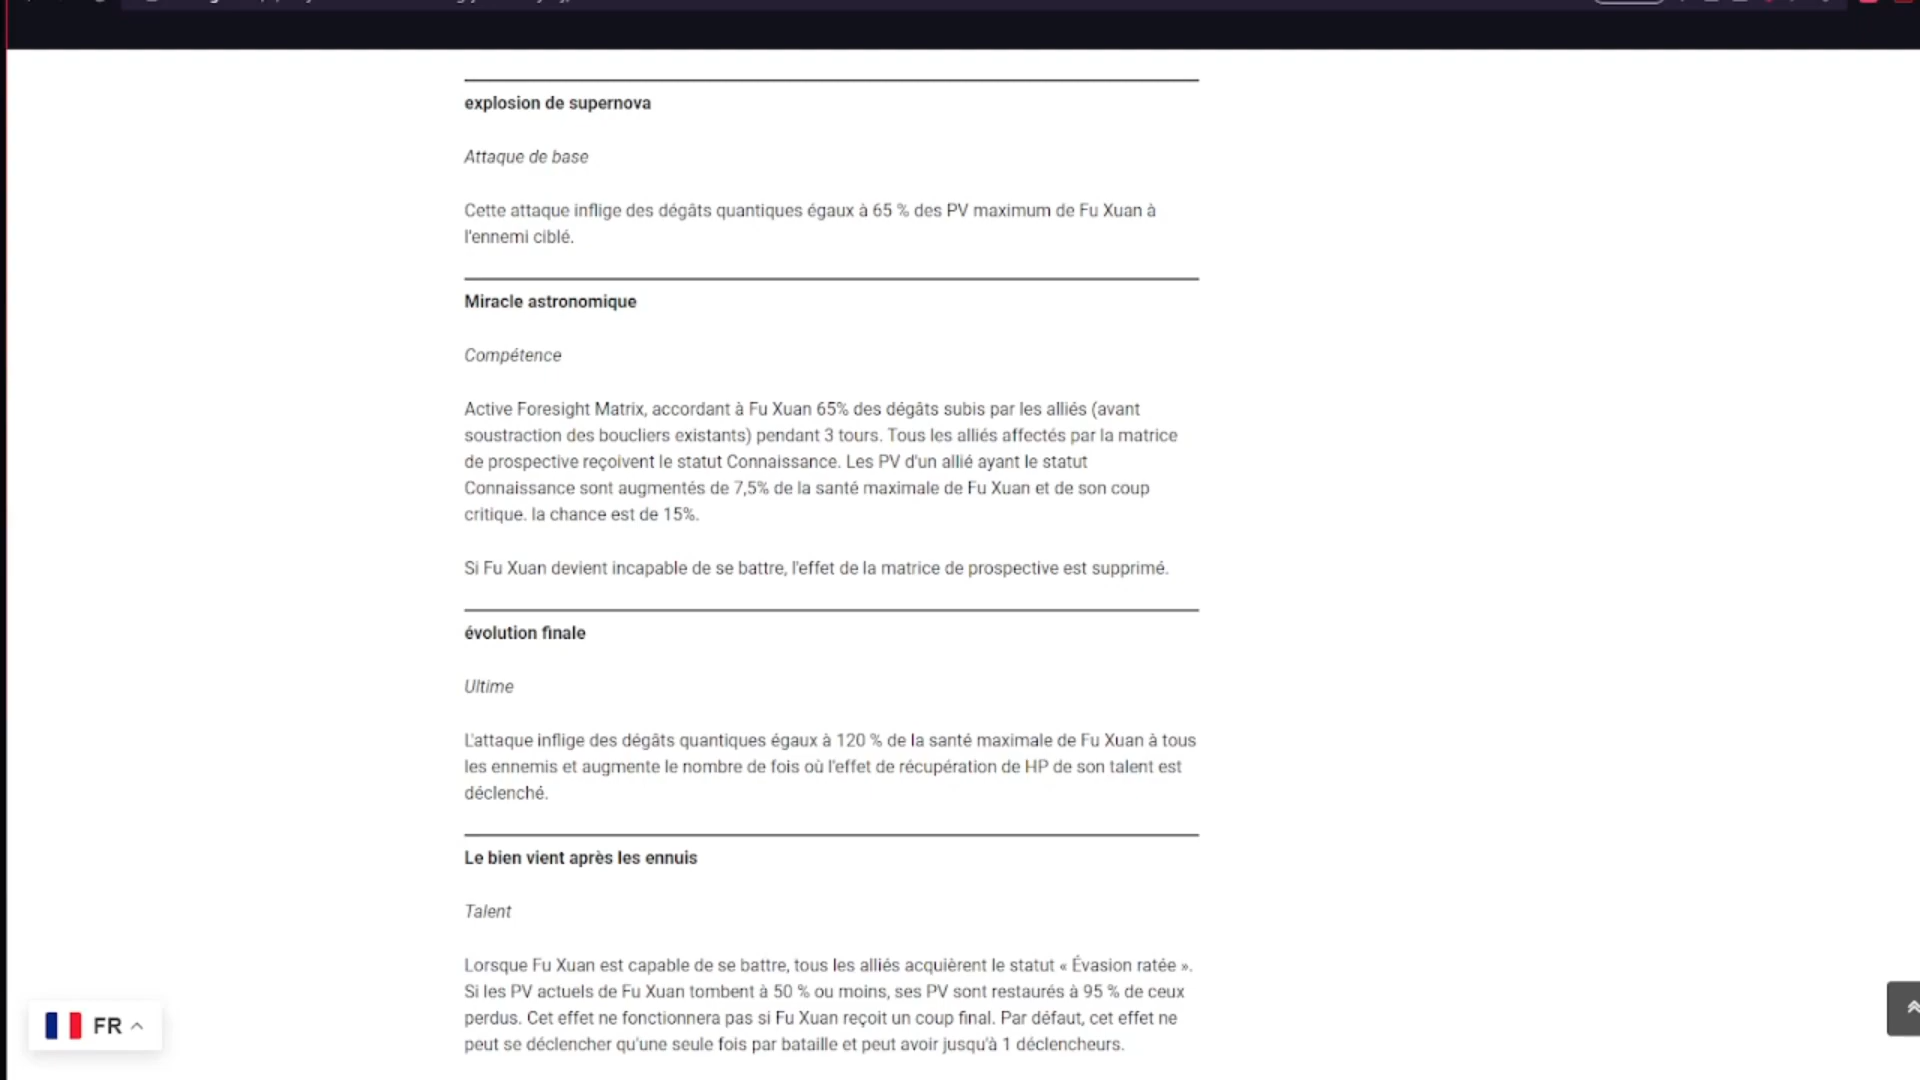 explosion de supernova
Attaque de base
Cette attaque inflige des dégâts quantiques égaux à 65 % des PV maximum de Fu Xuan à
l'ennemi ciblé.
Miracle astronomique
Compétence
Active Foresight Matrix, accordant à Fu Xuan 65% des dégâts subis par les alliés (avant
soustraction des boucliers existants) pendant 3 tours. Tous les alliés affectés par la matrice
de prospective reçoivent le statut Connaissance. Les PV d'un allié ayant le statut
Connaissance sont augmentés de 7,5% de la santé maximale de Fu Xuan et de son coup
critique. la chance est de 15%.
Si Fu Xuan devient incapable de se battre, l'effet de la matrice de prospective est supprimé.
évolution finale
Ultime
L'attaque inflige des dégâts quantiques égaux à 120 % de la santé maximale de Fu Xuan à tous
les ennemis et augmente le nombre de fois où l'effet de récupération de HP de son talent est
déclenché.
Le bien vient après les ennuis
Talent
Lorsque Fu Xuan est capable de se battre, tous les alliés acquièrent le statut « Évasion ratée ».
Si les PV actuels de Fu Xuan tombent à 50 % ou moins, ses PV sont restaurés à 95 % de ceux
perdus. Cet effet ne fonctionnera pas si Fu Xuan reçoit un coup final. Par défaut, cet effet ne
peut se déclencher qu'une seule fois par bataille et peut avoir jusqu'à 1 déclencheurs.
FR